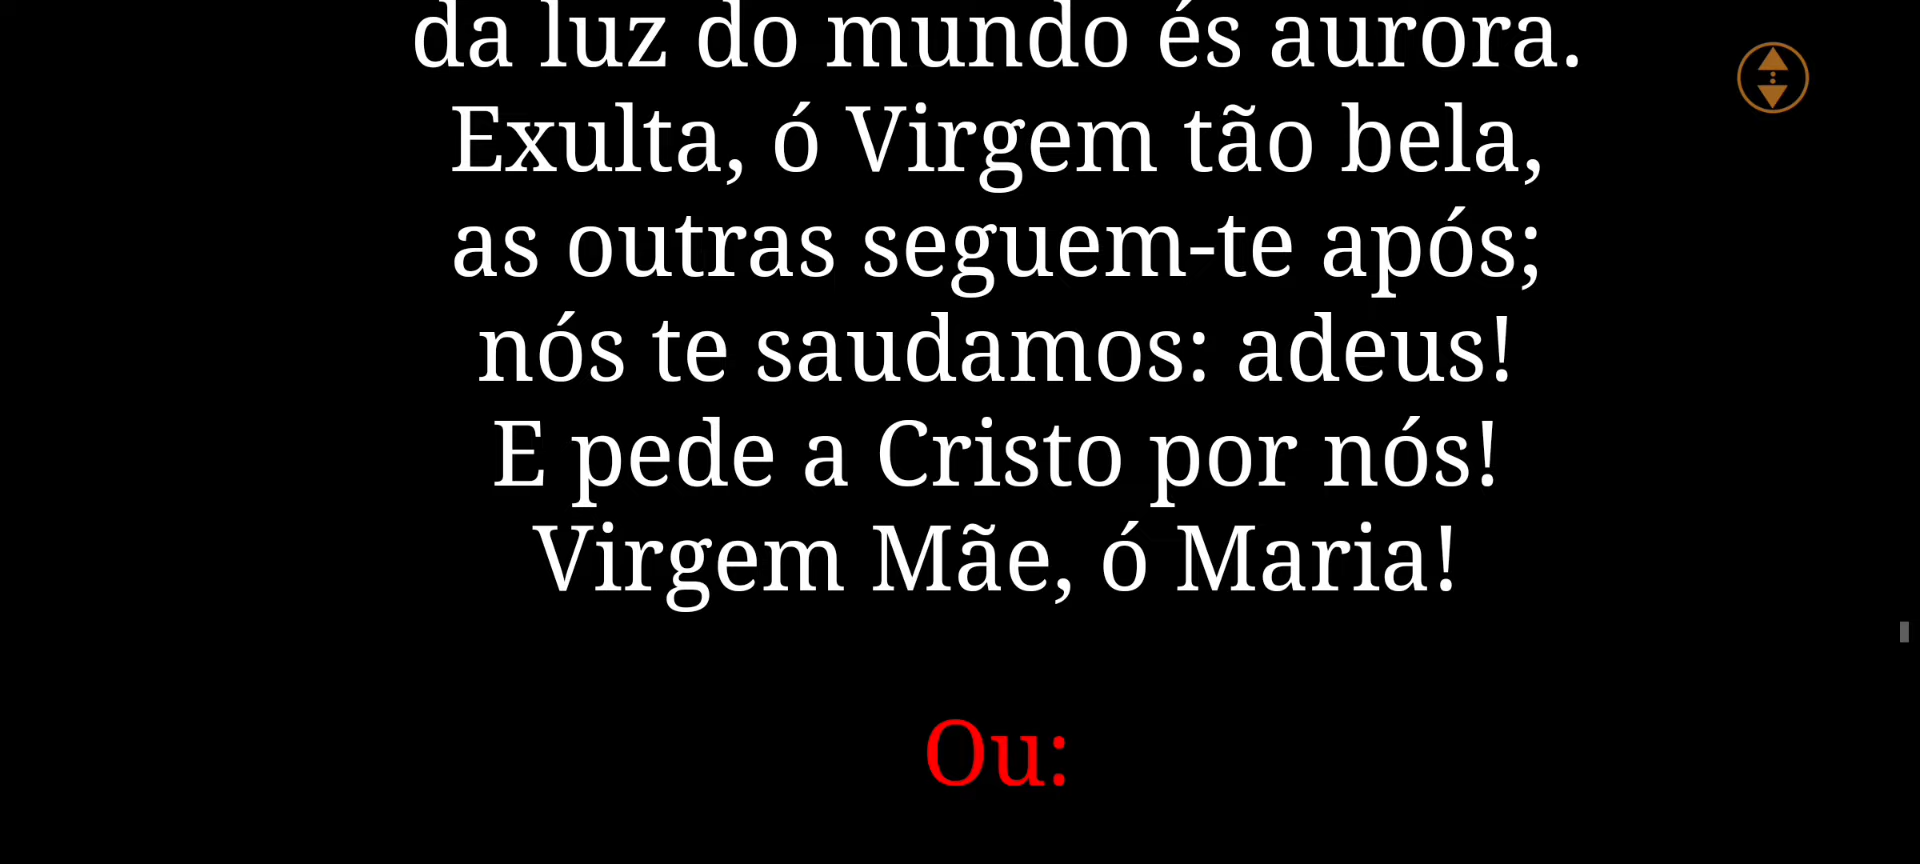 da luz do mundo és aurora.
Exulta, ó Virgem tão bela,
as outras seguem-te após;
nós te saudamos: adeus!
E pede a Cristo por nós!
Virgem Mãe, ó Maria!
Ou: